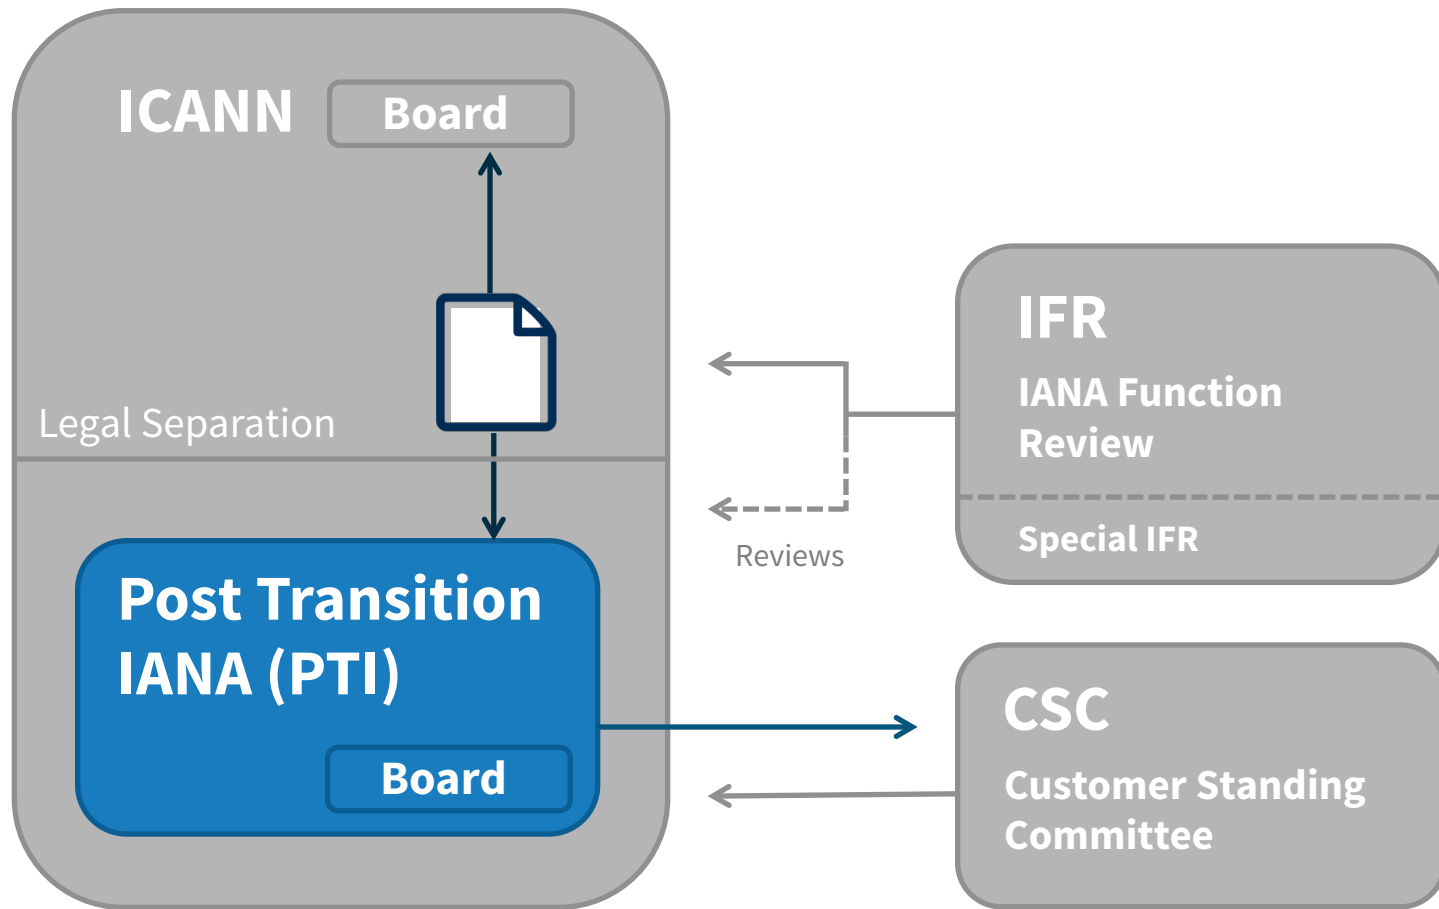 ICANN
Board
Legal Separation
Post Transition
IANA (PTI)
Board
Reviews
IFR
IANA Function
Review
Special IFR
CSC
Customer Standing
Committee